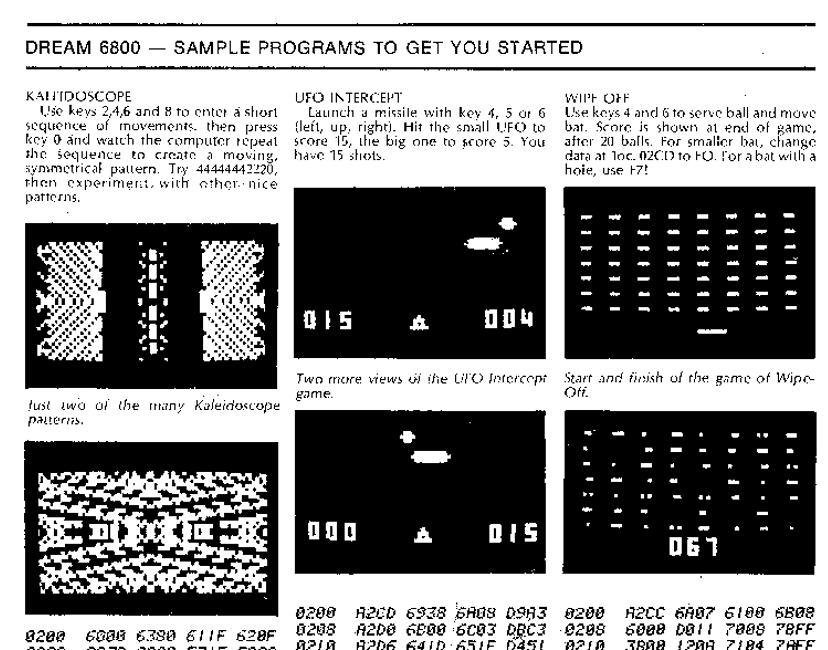 DREAM 6800 — SAMPLE PROGRAMS TO GET YOU STARTED
KALEIDOSCOPE
Use keys 2,4,6 and 8 to enter a short
sequence of movements, then press
key 0 and watch the computer repeat
the sequence to create a moving,
symmetrical pattern. Try 44444442220,
then experiment with other nice
patterns.
Just two of the many Kaleidoscope
patterns.
0200 6000 6380 611F 620F
UFO INTERCEPT
Launch a missile with key 4, 5 or 6
(left, up, right). Hit the small UFO to
score 15, the big one to score 5. You
have 15 shots.
015 004
Two more views of the UFO Intercept
game.
000 015
0200 A2CD 6938 6A08 D9A3
0208 A2D0 6B00 6C03 DBC3
0210 A2D6 641D 651F D451
WIPE OFF
Use keys 4 and 6 to serve ball and move
bat. Score is shown at end of game,
after 20 balls. For smaller bat, change
data at loc. 02CD to F0. For a bat with a
hole, use F7!
Start and finish of the game of Wipe-
Off.
067
0200 A2CC 6A07 6100 6B08
0208 6000 D011 7008 7BFF
0210 3B00 120A 7104 7AFF